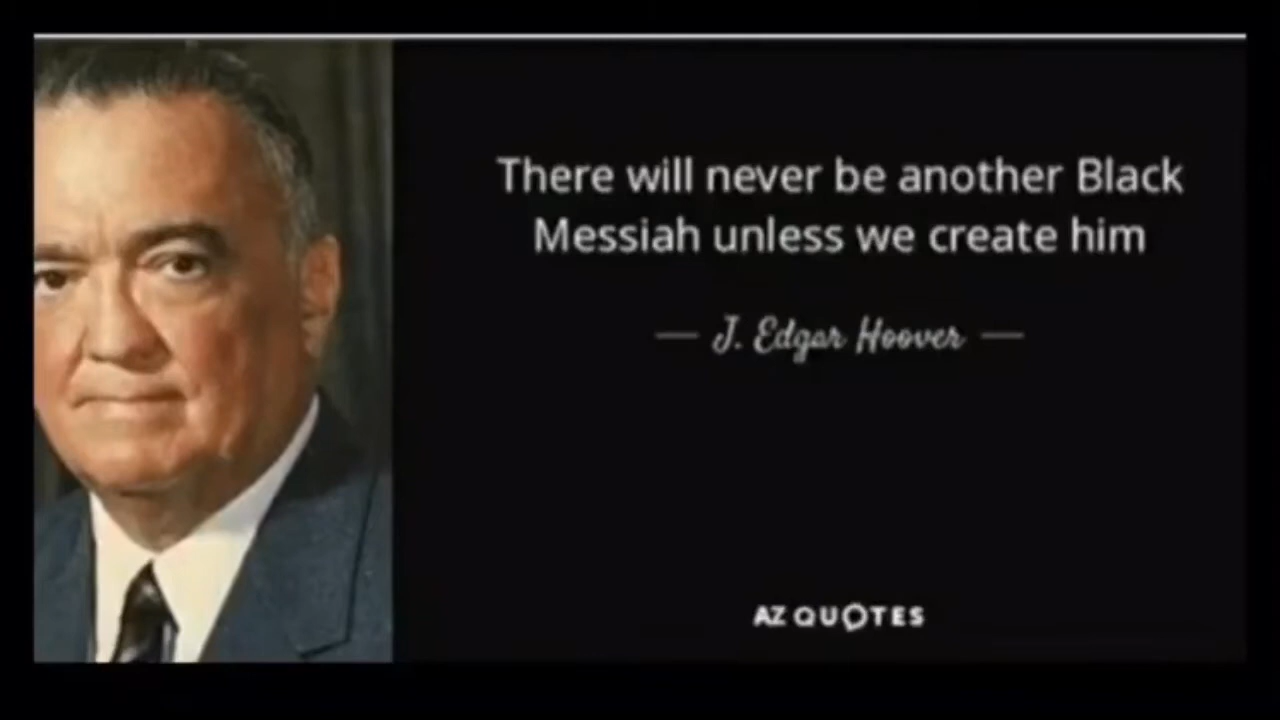 There will never be another Black
Messiah unless we create him
— J. Edgar Hoover —
AZ QUOTES